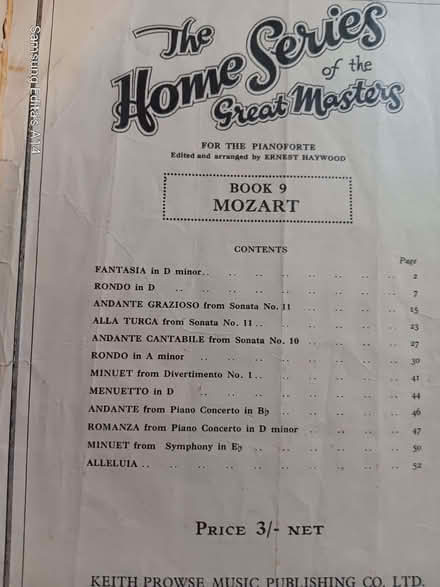 The
Home Series
of the
Great Masters
FOR THE PIANOFORTE
Edited and arranged by ERNEST HAYWOOD
BOOK 9
MOZART
CONTENTS
Page
FANTASIA in D minor.. .. .. .. .. .. .. .. 2
RONDO in D .. .. .. .. .. .. .. .. 7
ANDANTE GRAZIOSO from Sonata No. 11 .. .. .. .. 15
ALLA TURCA from Sonata No. 11 .. .. .. .. .. .. 23
ANDANTE CANTABILE from Sonata No. 10 .. .. .. .. 27
RONDO in A minor .. .. .. .. .. .. .. 30
MINUET from Divertimento No. 1 .. .. .. .. .. .. 41
MENUETTO in D .. .. .. .. .. .. .. 44
ANDANTE from Piano Concerto in B♭ .. .. .. .. .. 46
ROMANZA from Piano Concerto in D minor .. .. .. .. 47
MINUET from Symphony in E♭ .. .. .. .. .. 50
ALLELUIA .. .. .. .. .. .. .. .. 52
PRICE 3/- NET
KEITH PROWSE MUSIC PUBLISHING CO. LTD.
Samsung Edita's A14